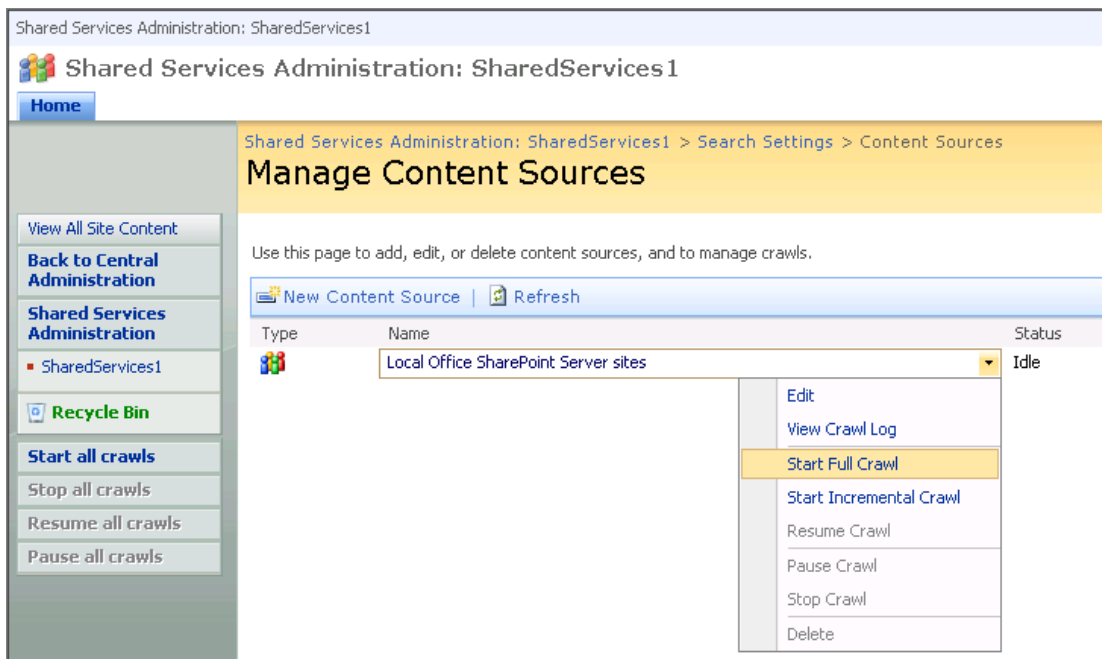 Shared Services Administration: SharedServices1
Shared Services Administration: SharedServices1
Home
Shared Services Administration: SharedServices1 > Search Settings > Content Sources
Manage Content Sources
View All Site Content
Back to Central
Administration
Shared Services
Administration
SharedServices1
Recycle Bin
Start all crawls
Stop all crawls
Resume all crawls
Pause all crawls
Use this page to add, edit, or delete content sources, and to manage crawls.
New Content Source | Refresh
Type Name Status
Local Office SharePoint Server sites Idle
Edit
View Crawl Log
Start Full Crawl
Start Incremental Crawl
Resume Crawl
Pause Crawl
Stop Crawl
Delete